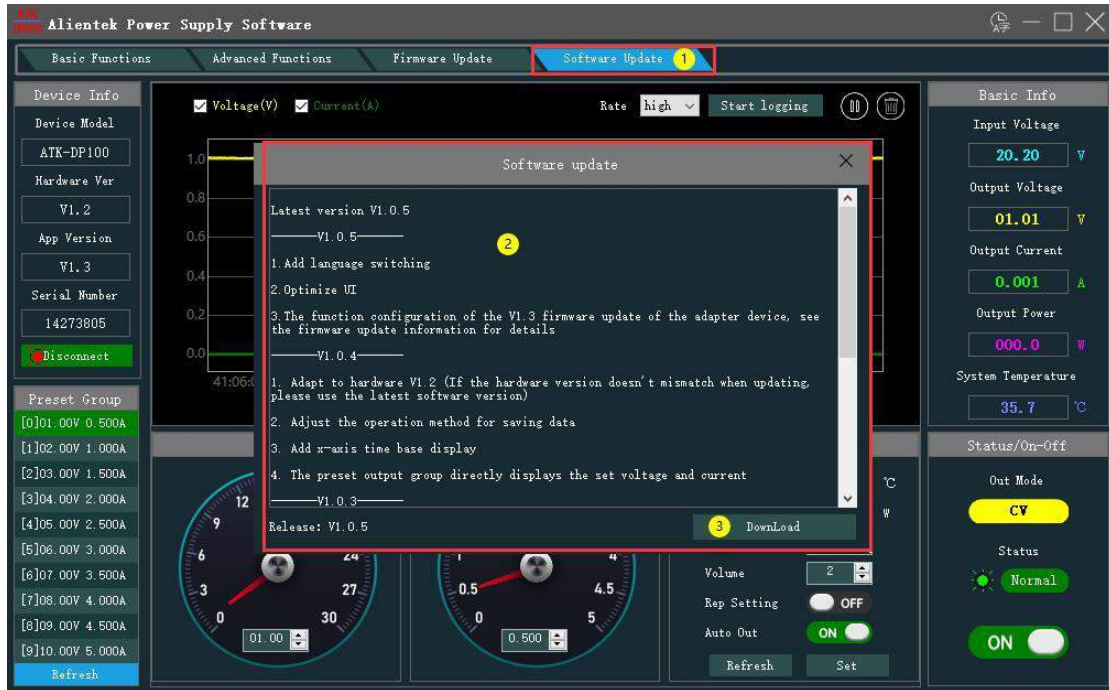 ATK
Alientek Power Supply Software
Basic Functions
Advanced Functions
Firmware Update
Software Update 1
Device Info
Device Model
ATK-DP100
Hardware Ver
V1.2
App Version
V1.3
Serial Number
14273805
Disconnect
Preset Group
[0]01.00V 0.500A
[1]02.00V 1.000A
[2]03.00V 1.500A
[3]04.00V 2.000A
[4]05.00V 2.500A
[5]06.00V 3.000A
[6]07.00V 3.500A
[7]08.00V 4.000A
[8]09.00V 4.500A
[9]10.00V 5.000A
Refresh
Voltage(V)
Current(A)
Rate high
Start logging
1.0
0.8
0.6
0.4
0.2
0.0
41:06:
Software update
Latest version V1.0.5
———V1.0.5———
2
1.Add language switching
2.Optimize UI
3.The function configuration of the V1.3 firmware update of the adapter device, see
the firmware update information for details
———V1.0.4———
1. Adapt to hardware V1.2 (If the hardware version doesn't mismatch when updating,
please use the latest software version)
2. Adjust the operation method for saving data
3. Add x-axis time base display
4. The preset output group directly displays the set voltage and current
———V1.0.3———
Release: V1.0.5
3 DownLoad
12
9
6
3
0
24
27
30
01.00
1
0.5
0
4
4.5
5
0.500
℃
W
Volume 2
Rep Setting OFF
Auto Out ON
Refresh
Set
Basic Info
Input Voltage
20.20 V
Output Voltage
01.01 V
Output Current
0.001 A
Output Power
000.0 W
System Temperature
35.7 ℃
Status/On-Off
Out Mode
CV
Status
Normal
ON